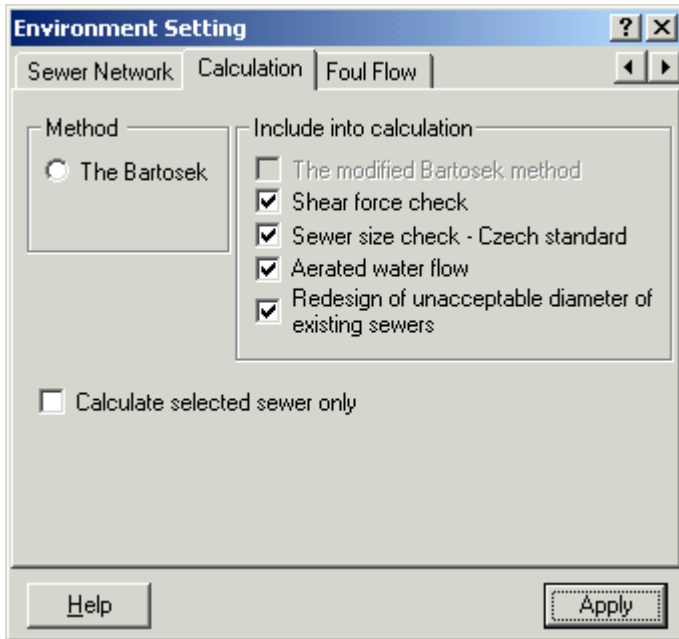 Environment Setting
Sewer Network
Calculation
Foul Flow
Method
The Bartosek
Include into calculation
The modified Bartosek method
Shear force check
Sewer size check - Czech standard
Aerated water flow
Redesign of unacceptable diameter of
existing sewers
Calculate selected sewer only
Help
Apply